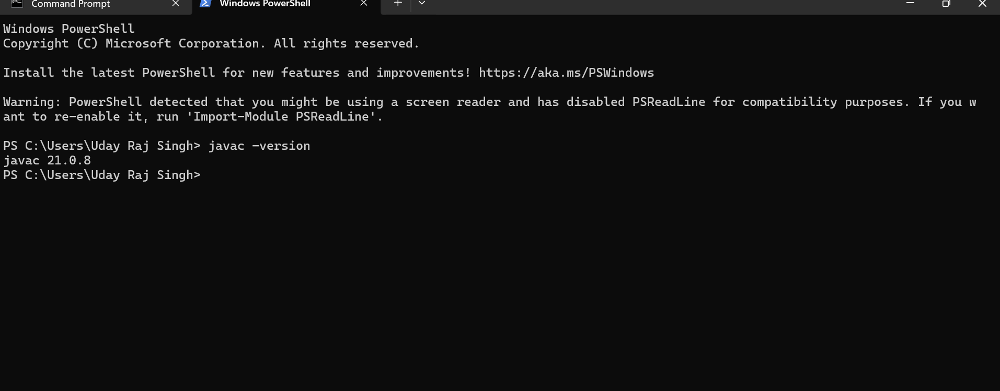 Command Prompt
Windows PowerShell
Windows PowerShell
Copyright (C) Microsoft Corporation. All rights reserved.
Install the latest PowerShell for new features and improvements! https://aka.ms/PSWindows
Warning: PowerShell detected that you might be using a screen reader and has disabled PSReadLine for compatibility purposes. If you w
ant to re-enable it, run 'Import-Module PSReadLine'.
PS C:\Users\Uday Raj Singh> javac -version
javac 21.0.8
PS C:\Users\Uday Raj Singh>